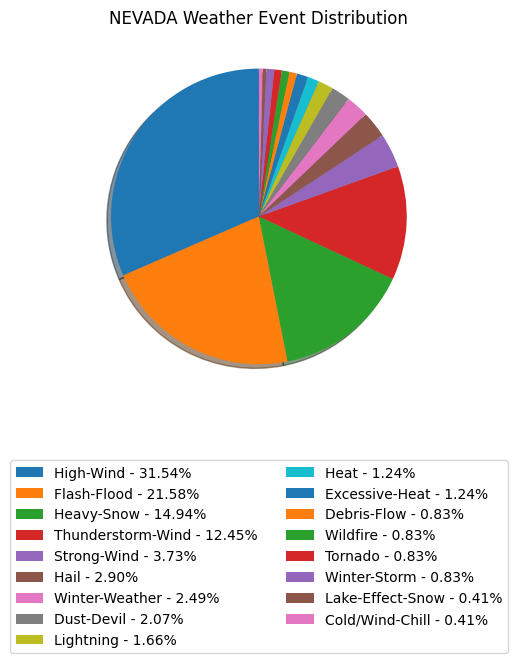 NEVADA Weather Event Distribution
High-Wind - 31.54%
Flash-Flood - 21.58%
Heavy-Snow - 14.94%
Thunderstorm-Wind - 12.45%
Strong-Wind - 3.73%
Hail - 2.90%
Winter-Weather - 2.49%
Dust-Devil - 2.07%
Lightning - 1.66%
Heat - 1.24%
Excessive-Heat - 1.24%
Debris-Flow - 0.83%
Wildfire - 0.83%
Tornado - 0.83%
Winter-Storm - 0.83%
Lake-Effect-Snow - 0.41%
Cold/Wind-Chill - 0.41%